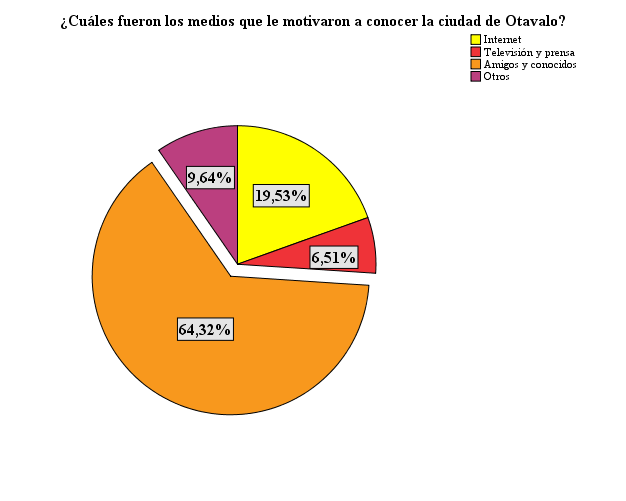 ¿Cuáles fueron los medios que le motivaron a conocer la ciudad de Otavalo?
Internet
Televisión y prensa
Amigos y conocidos
Otros
9,64%
19,53%
6,51%
64,32%